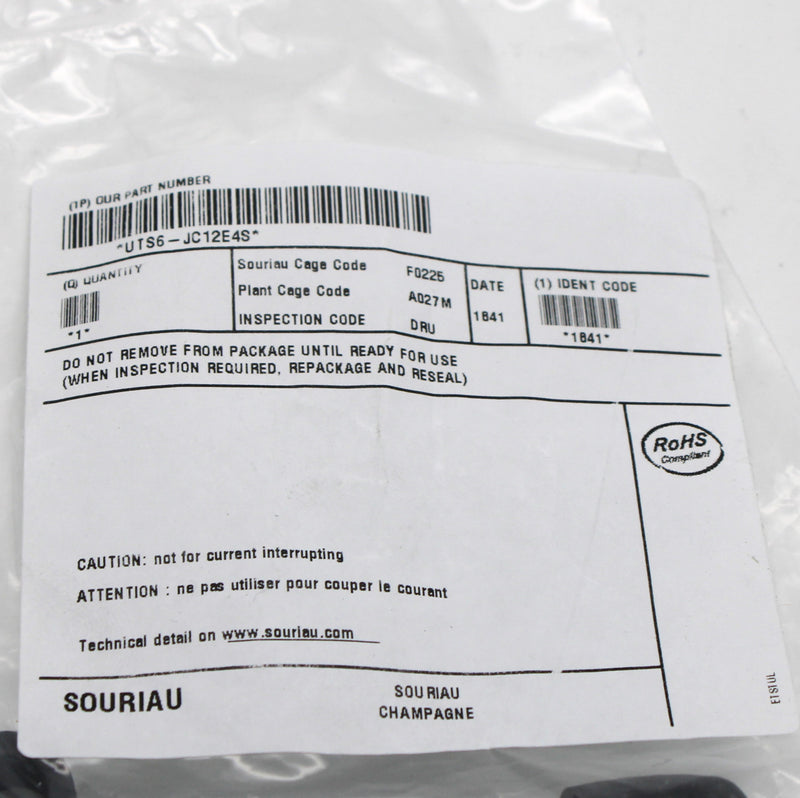 (1P) OUR PART NUMBER
*UTS6-JC12E4S*
(Q) QUANTITY
*1*
Souriau Cage Code F0225
Plant Cage Code A027M
INSPECTION CODE DRU
DATE
1841
(1) IDENT CODE
*1841*
DO NOT REMOVE FROM PACKAGE UNTIL READY FOR USE
(WHEN INSPECTION REQUIRED, REPACKAGE AND RESEAL)
RoHS
Compliant
CAUTION: not for current interrupting
ATTENTION : ne pas utiliser pour couper le courant
Technical detail on www.souriau.com
SOURIAU
SOURIAU
CHAMPAGNE